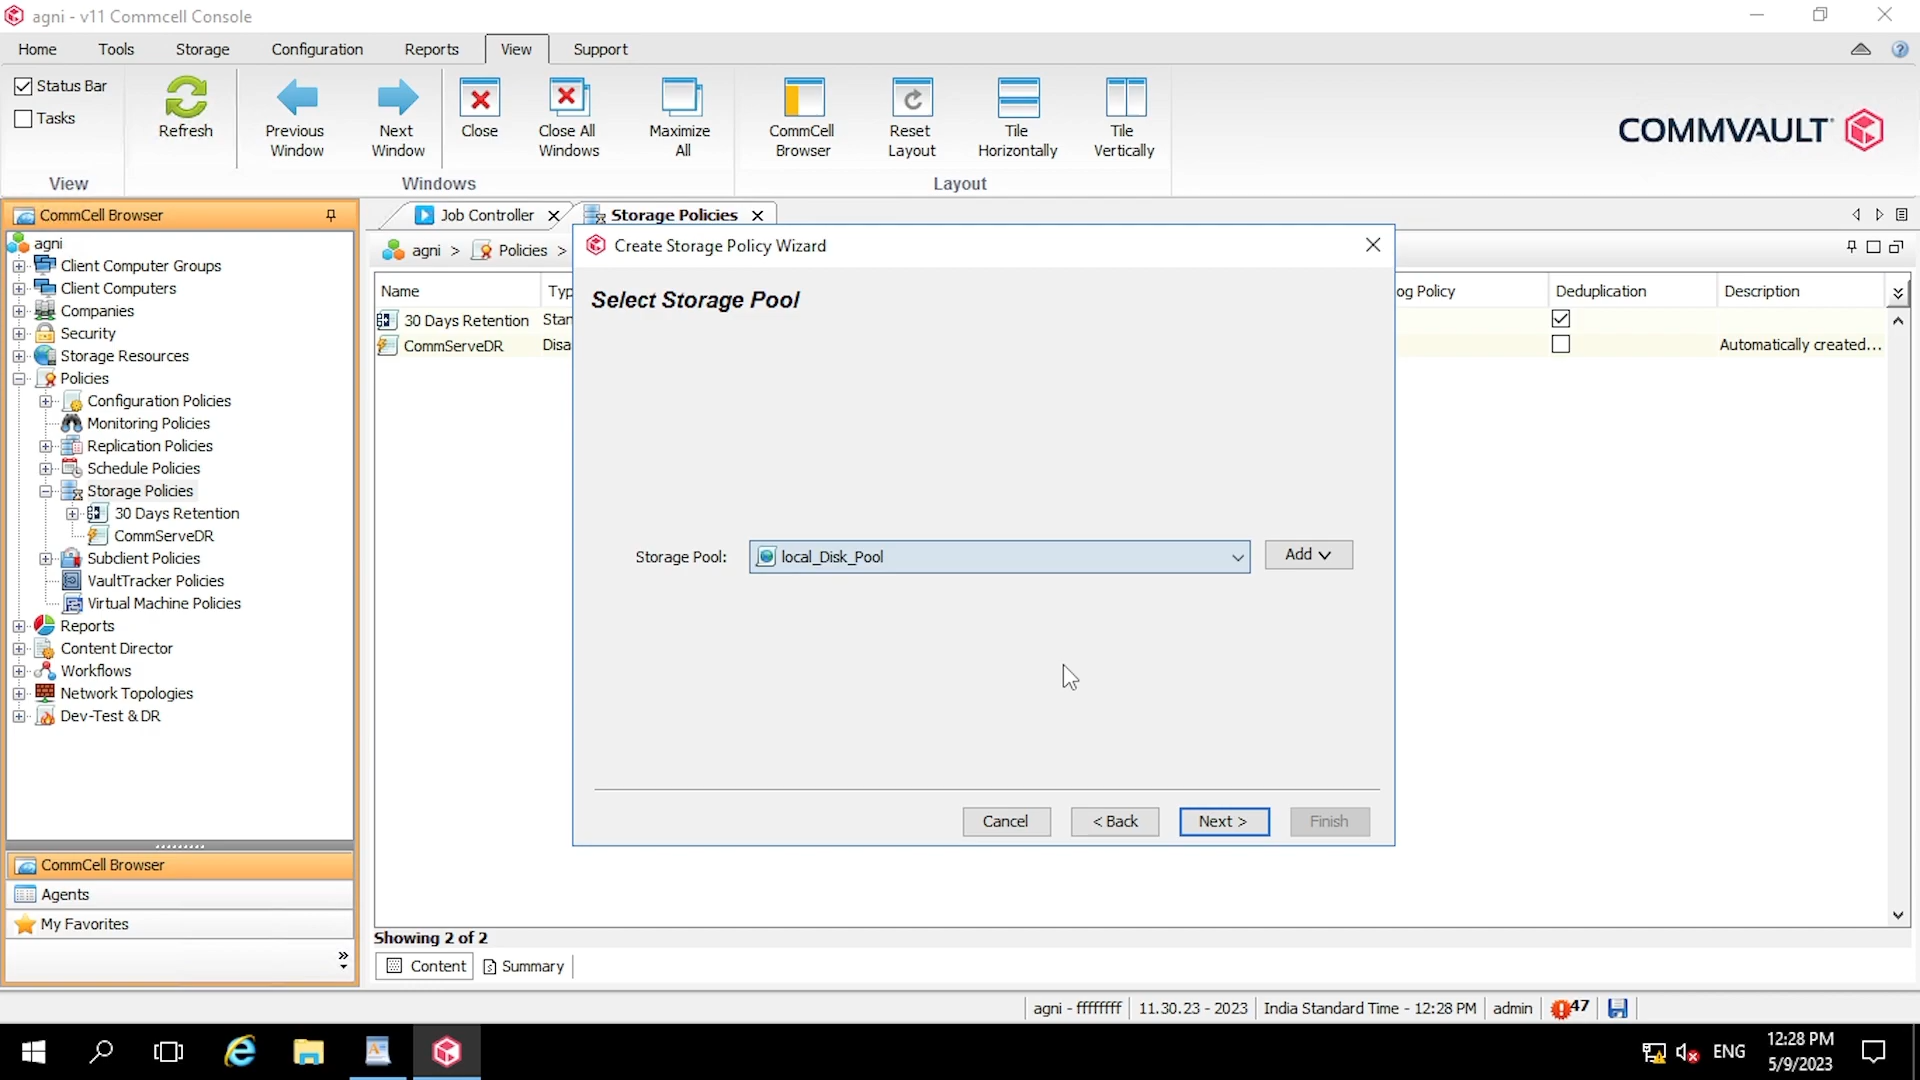 agni - v11 Commcell Console
Home Tools Storage Configuration Reports View Support
Status Bar
Tasks
Refresh
Previous Window
Next Window
Close
Close All Windows
Maximize All
CommCell Browser
Reset Layout
Tile Horizontally
Tile Vertically
View Windows Layout
COMMVAULT
CommCell Browser
agni
Client Computer Groups
Client Computers
Companies
Security
Storage Resources
Policies
Configuration Policies
Monitoring Policies
Replication Policies
Schedule Policies
Storage Policies
30 Days Retention
CommServeDR
Subclient Policies
VaultTracker Policies
Virtual Machine Policies
Reports
Content Director
Workflows
Network Topologies
Dev-Test & DR
CommCell Browser
Agents
My Favorites
Job Controller Storage Policies
agni > Policies >
Name Typ og Policy Deduplication Description
30 Days Retention Stan
CommServeDR Disa Automatically created...
Create Storage Policy Wizard
Select Storage Pool
Storage Pool: local_Disk_Pool Add
Cancel < Back Next > Finish
Showing 2 of 2
Content Summary
agni - ffffffff 11.30.23 - 2023 India Standard Time - 12:28 PM admin 47
ENG
12:28 PM
5/9/2023